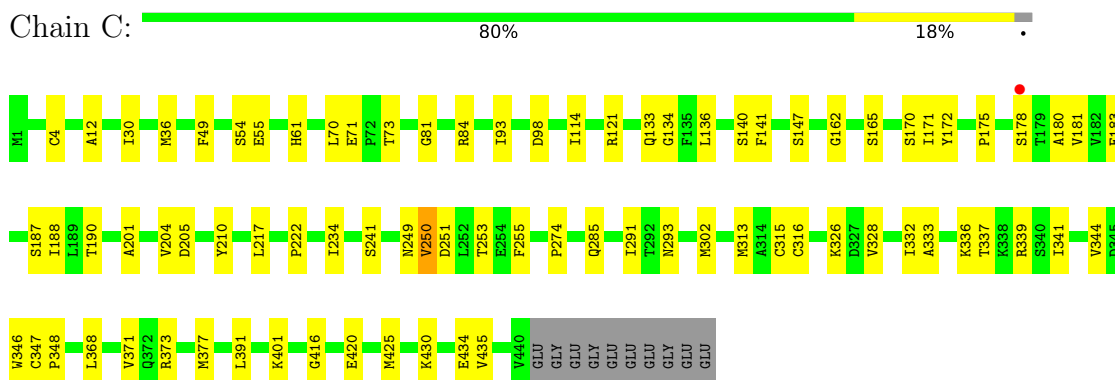 Chain C:
80%
18%
M1 C4 A12 I30 M36 F49 S54 E55 H61 L70 E71 P72 T73 G81 R84 I93 D98 I114 R121 Q133 G134 F135 L136 S140 F141 S147 G162 S165 S170 I171 Y172 P175 S178 T179 A180 V181 V182 E183
S187 I188 L189 T190 A201 V204 D205 Y210 L217 P222 I234 S241 N249 V250 D251 L252 T253 E254 F255 P274 Q285 I291 T292 N293 M302 M313 A314 C315 C316 K326 D327 V328 I332 A333 K336 T337 K338 R339 S340 I341 V344 D345
W346 C347 P348 L368 V371 Q372 R373 M377 L391 K401 G416 E420 M425 K430 E434 V435 V440 GLU GLY GLU GLY GLU GLU GLU GLY GLU GLU